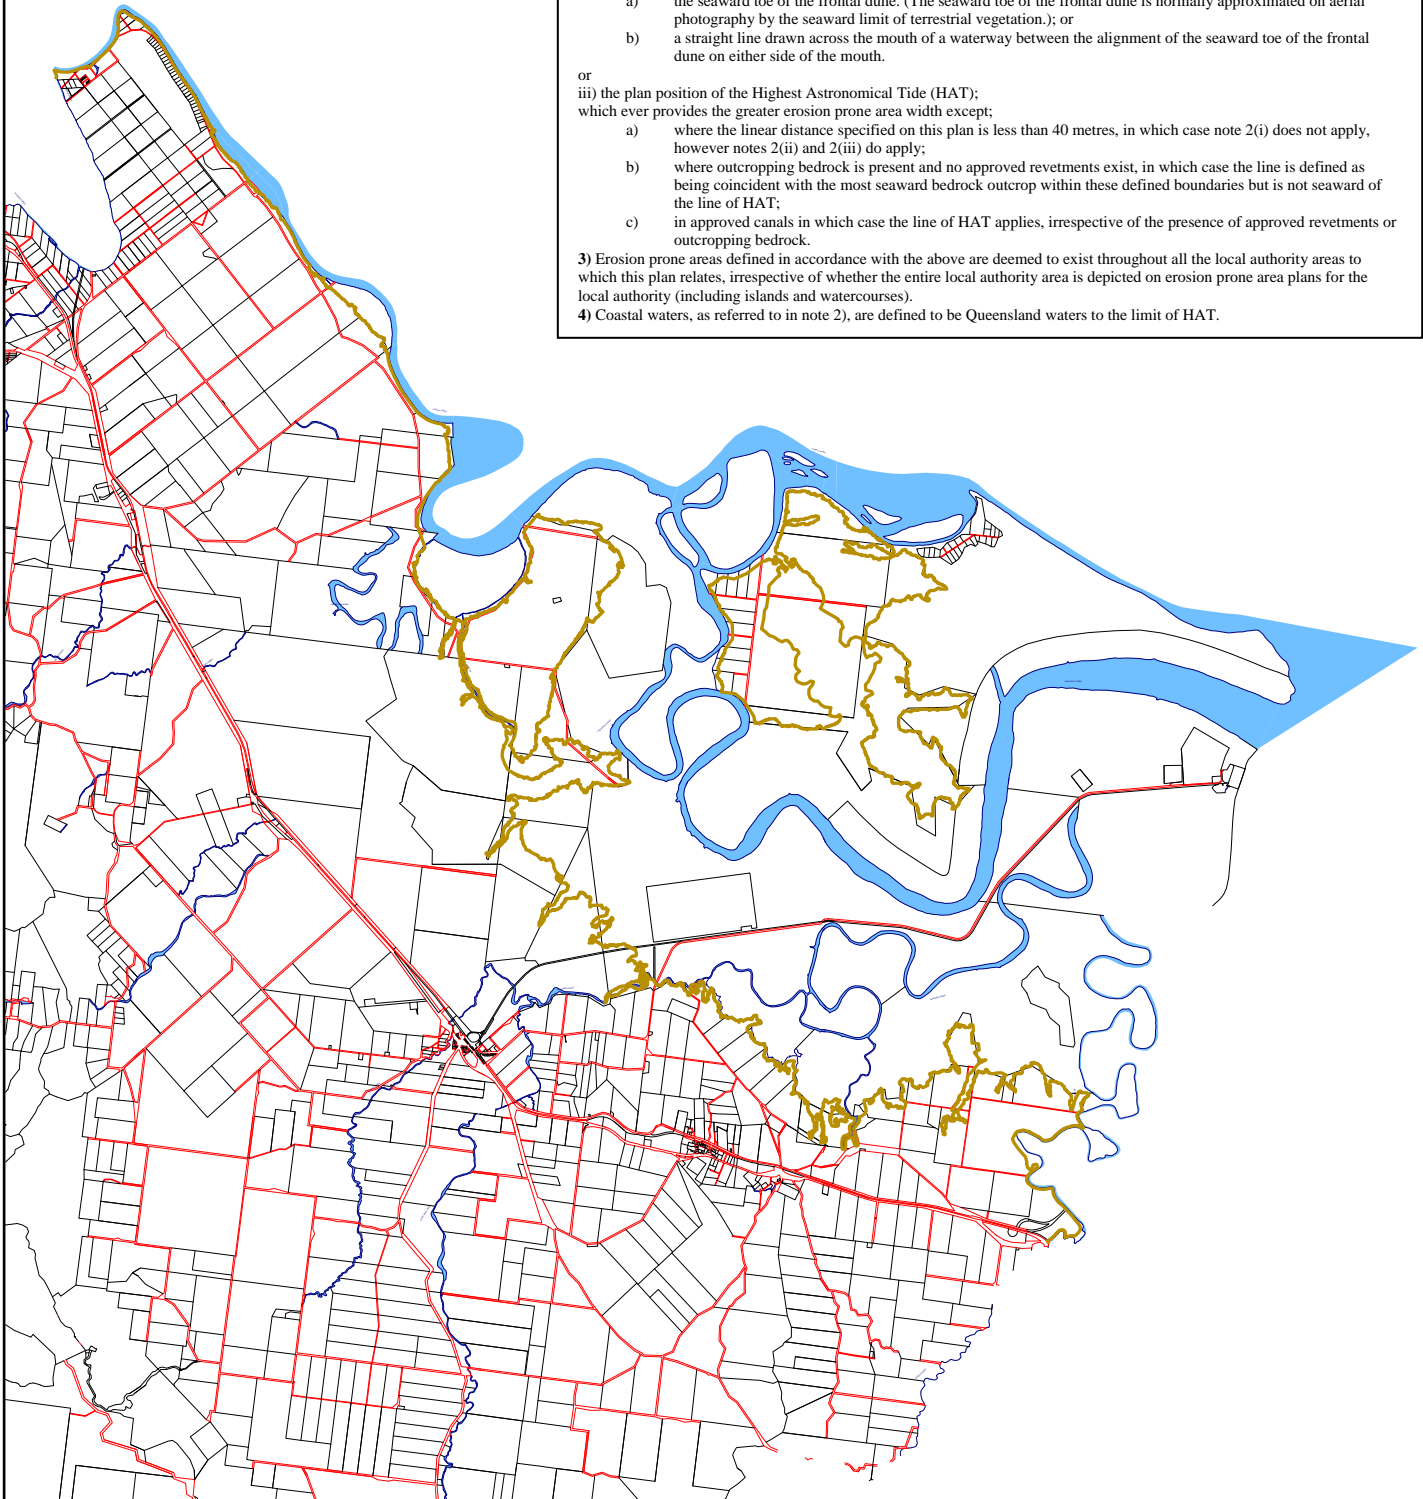 a) the seaward toe of the frontal dune. (The seaward toe of the frontal dune is normally approximated on aerial
photography by the seaward limit of terrestrial vegetation.); or
b) a straight line drawn across the mouth of a waterway between the alignment of the seaward toe of the frontal
dune on either side of the mouth.
or
iii) the plan position of the Highest Astronomical Tide (HAT);
which ever provides the greater erosion prone area width except;
a) where the linear distance specified on this plan is less than 40 metres, in which case note 2(i) does not apply,
however notes 2(ii) and 2(iii) do apply;
b) where outcropping bedrock is present and no approved revetments exist, in which case the line is defined as
being coincident with the most seaward bedrock outcrop within these defined boundaries but is not seaward of
the line of HAT;
c) in approved canals in which case the line of HAT applies, irrespective of the presence of approved revetments or
outcropping bedrock.
3) Erosion prone areas defined in accordance with the above are deemed to exist throughout all the local authority areas to
which this plan relates, irrespective of whether the entire local authority area is depicted on erosion prone area plans for the
local authority (including islands and watercourses).
4) Coastal waters, as referred to in note 2), are defined to be Queensland waters to the limit of HAT.